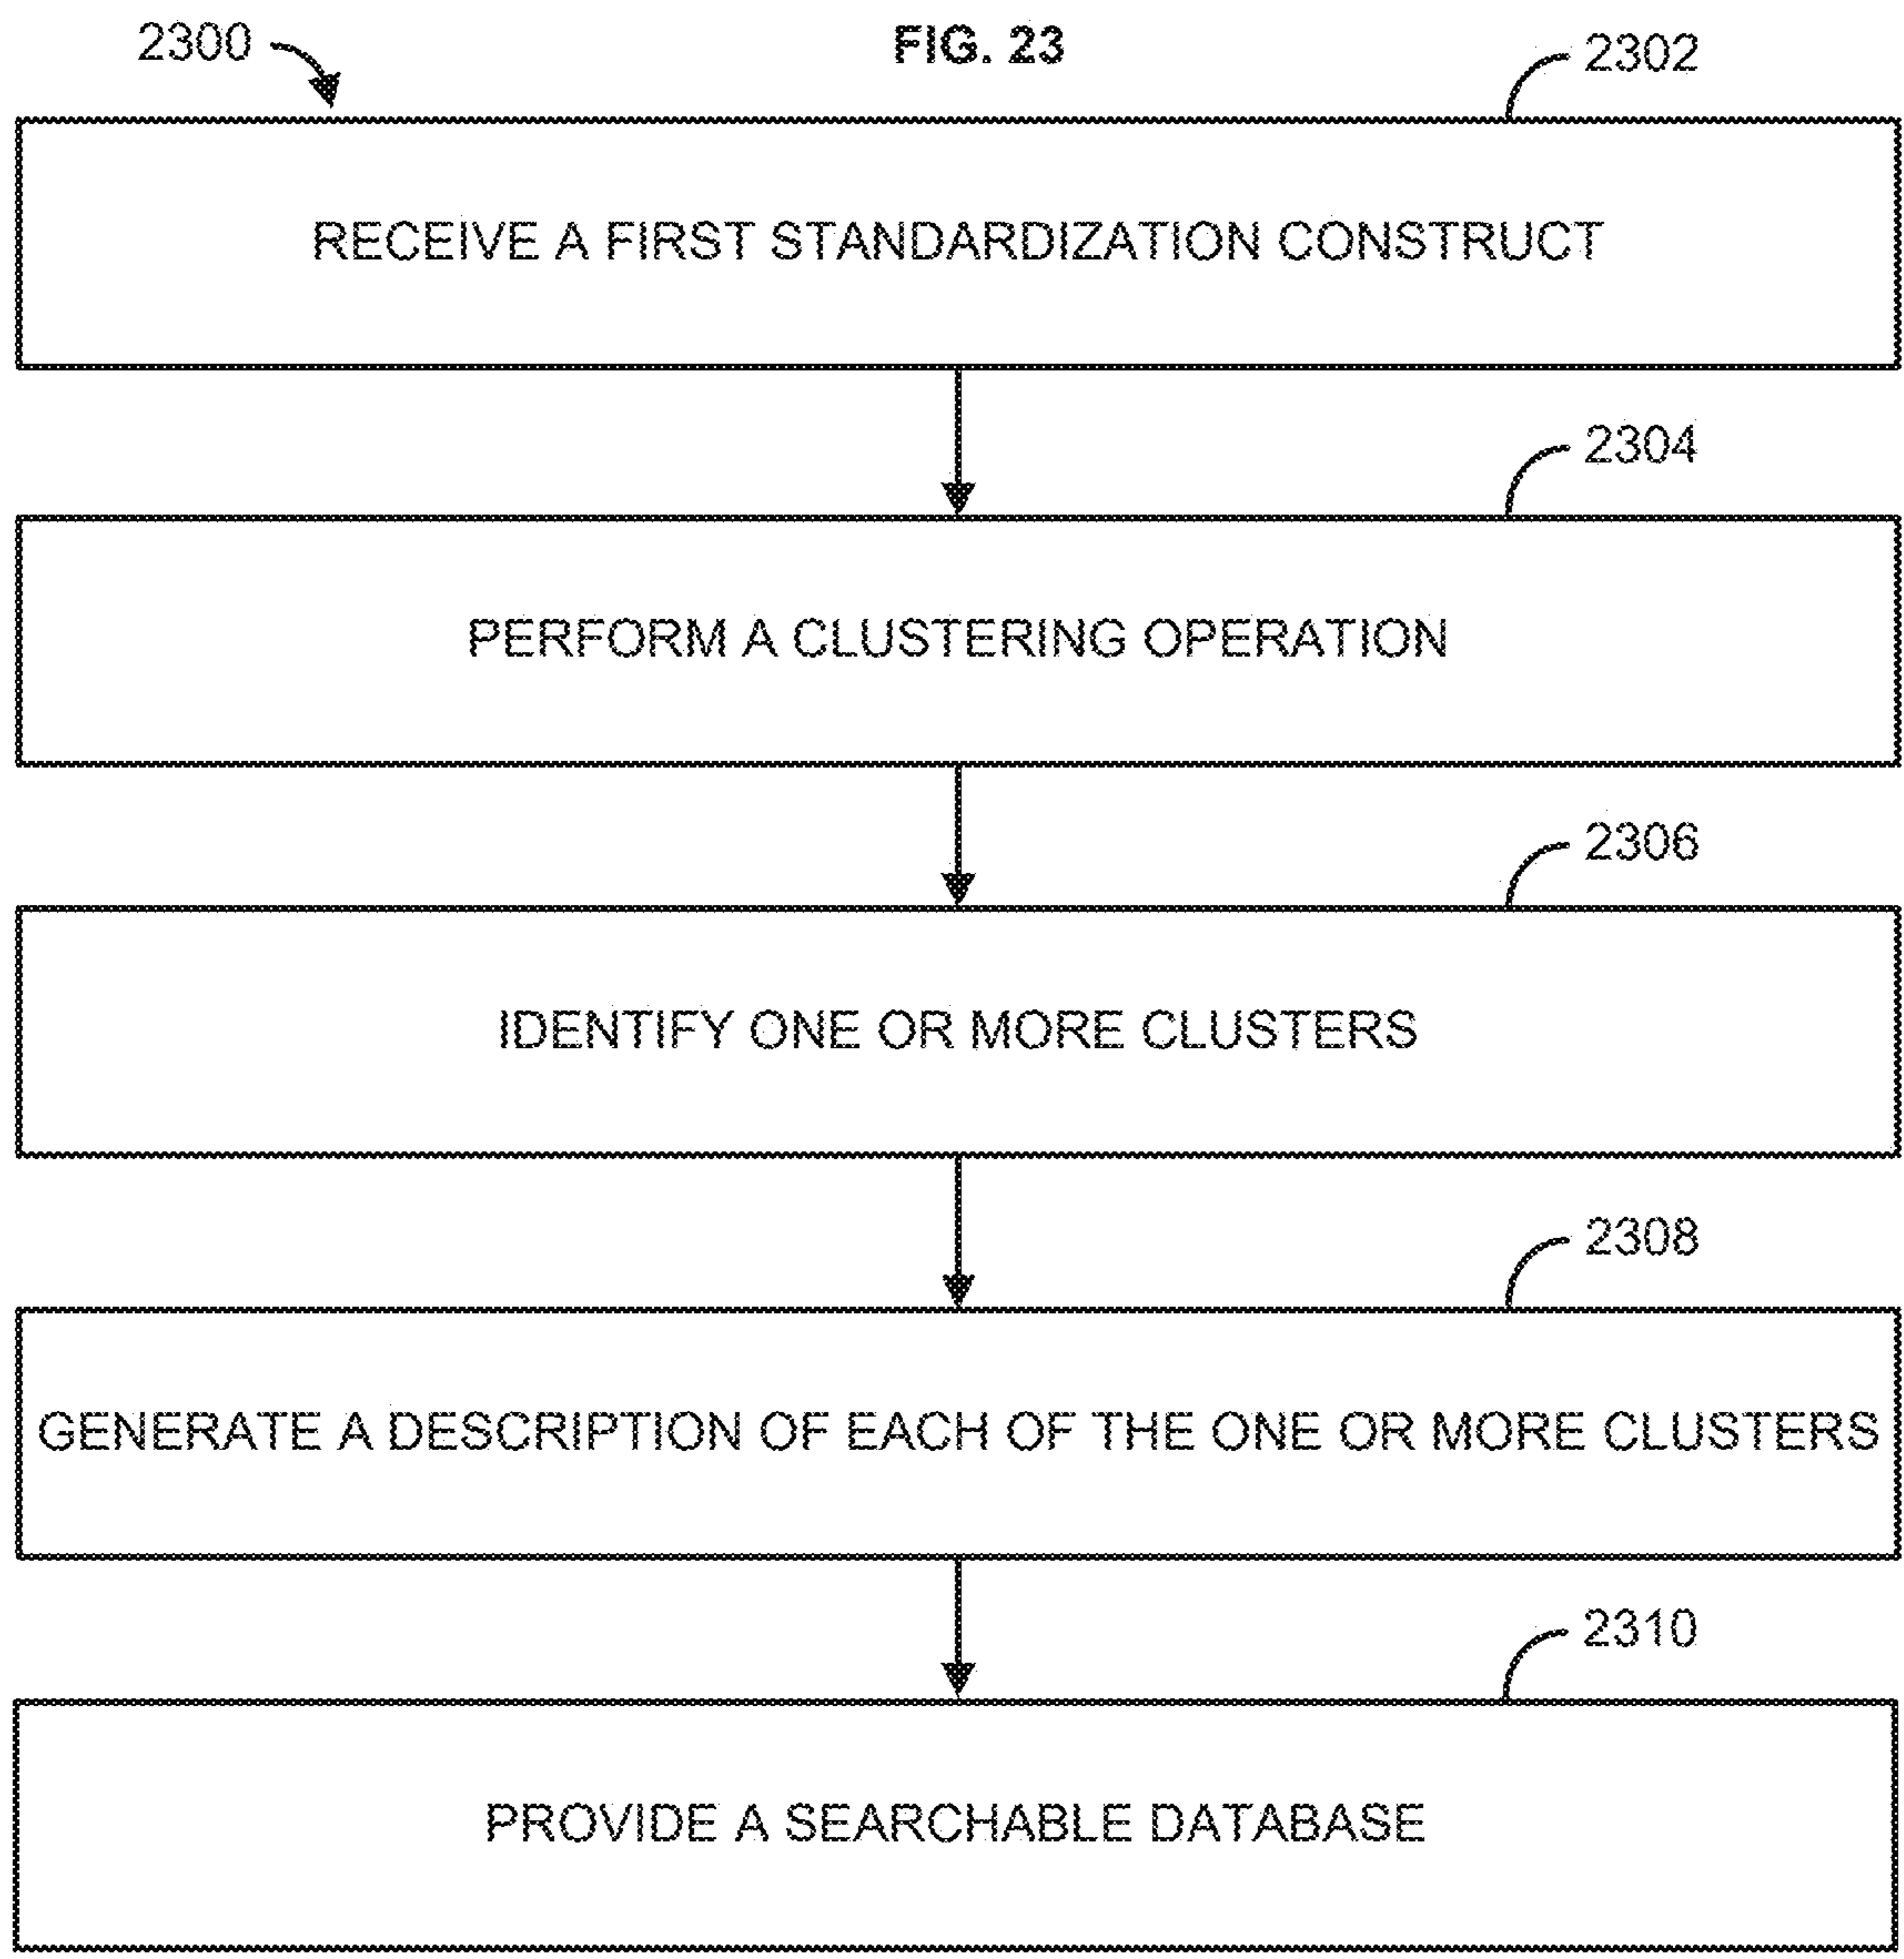 2300
FIG. 23
2302
RECEIVE A FIRST STANDARDIZATION CONSTRUCT
2304
PERFORM A CLUSTERING OPERATION
2306
IDENTIFY ONE OR MORE CLUSTERS
2308
GENERATE A DESCRIPTION OF EACH OF THE ONE OR MORE CLUSTERS
2310
PROVIDE A SEARCHABLE DATABASE